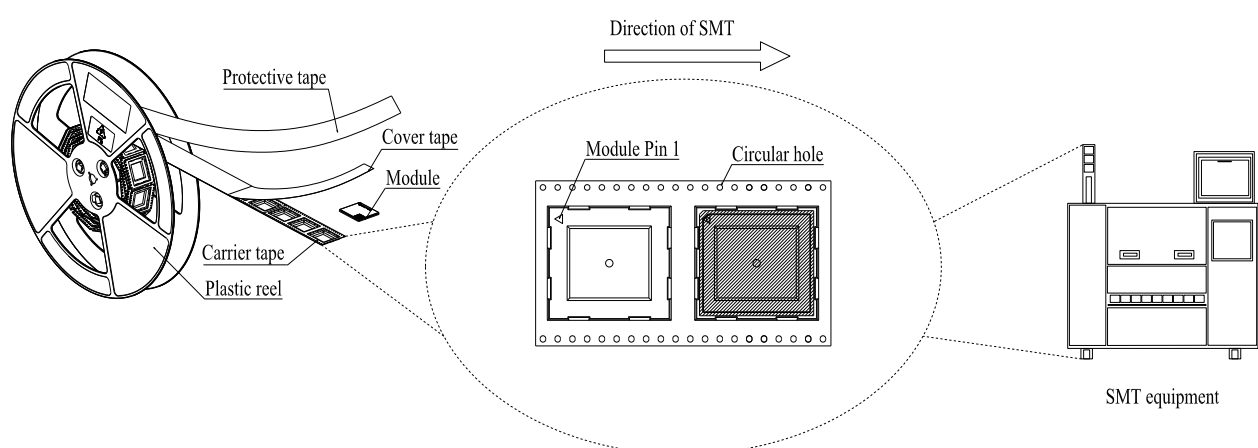 Direction of SMT
Protective tape
Cover tape
Module
Carrier tape
Plastic reel
Module Pin 1
Circular hole
SMT equipment